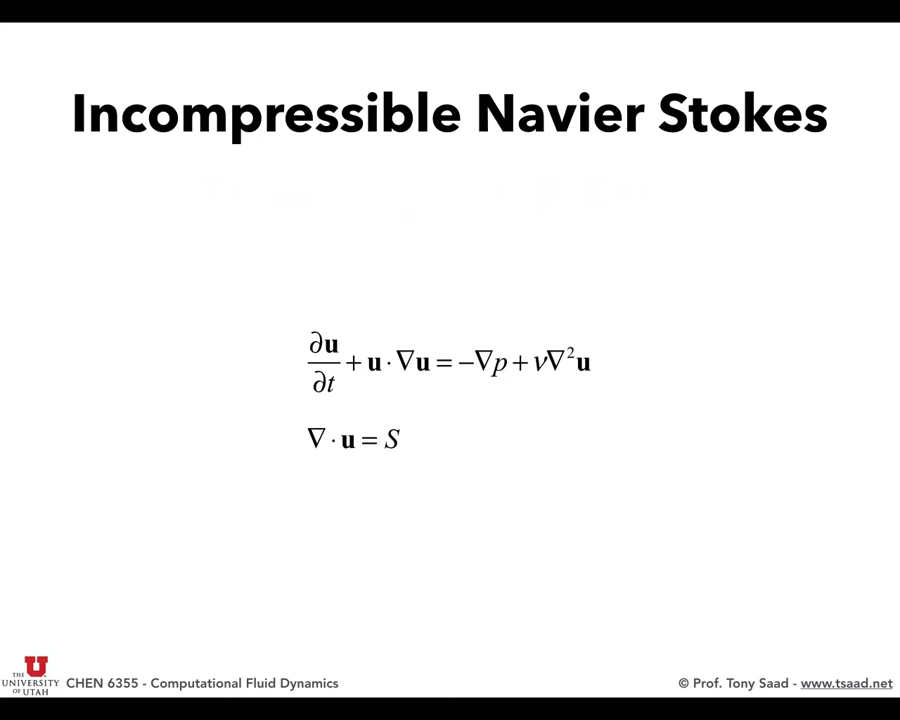 Incompressible Navier Stokes
∂u/∂t + u · ∇u = −∇p + ν∇²u
∇ · u = S
THE UNIVERSITY OF UTAH
CHEN 6355 - Computational Fluid Dynamics
© Prof. Tony Saad - www.tsaad.net